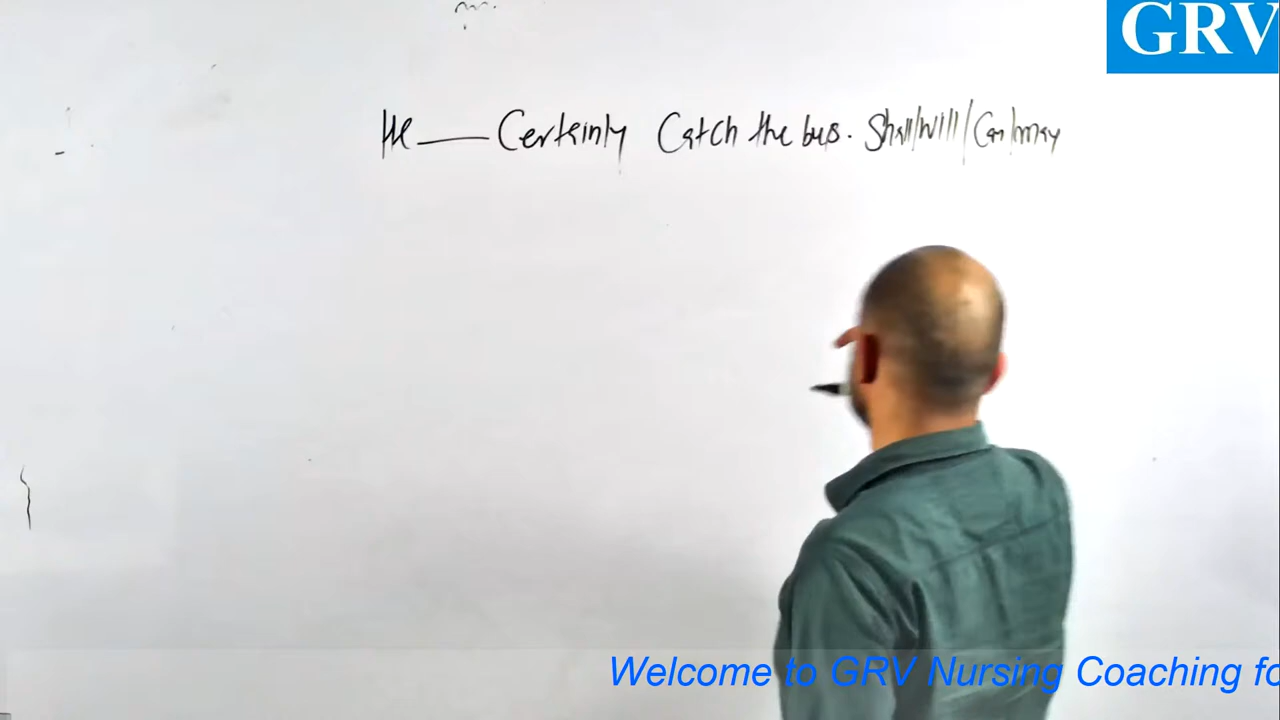 GRV
He ___ Certainly Catch the bus. Shall/Will/Can/may
Welcome to GRV Nursing Coaching fo